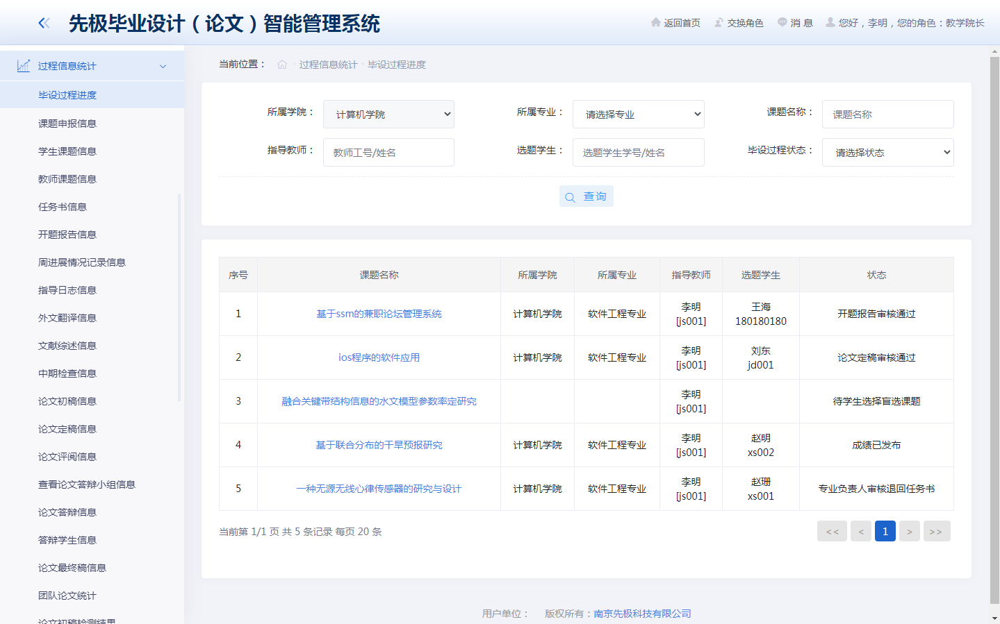 先极毕业设计（论文）智能管理系统
返回首页 交换角色 消 息 您好，李明，您的角色：教学院长
过程信息统计
毕设过程进度
课题申报信息
学生课题信息
教师课题信息
任务书信息
开题报告信息
周进展情况记录信息
指导日志信息
外文翻译信息
文献综述信息
中期检查信息
论文初稿信息
论文定稿信息
论文评阅信息
查看论文答辩小组信息
论文答辩信息
答辩学生信息
论文最终稿信息
团队论文统计
论文初稿检测结果
当前位置： 过程信息统计 毕设过程进度
所属学院： 计算机学院 所属专业： 请选择专业 课题名称： 课题名称
指导教师： 教师工号/姓名 选题学生： 选题学生学号/姓名 毕设过程状态： 请选择状态
查询
序号 课题名称 所属学院 所属专业 指导教师 选题学生 状态
1 基于ssm的兼职论坛管理系统 计算机学院 软件工程专业 李明 [js001] 王海 180180180 开题报告审核通过
2 ios程序的软件应用 计算机学院 软件工程专业 李明 [js001] 刘东 jd001 论文定稿审核通过
3 融合关键带结构信息的水文模型参数率定研究 李明 [js001] 待学生选择盲选课题
4 基于联合分布的干旱预报研究 计算机学院 软件工程专业 李明 [js001] 赵明 xs002 成绩已发布
5 一种无源无线心律传感器的研究与设计 计算机学院 软件工程专业 李明 [js001] 赵珊 xs001 专业负责人审核退回任务书
当前第 1/1 页 共 5 条记录 每页 20 条
<< < 1 > >>
用户单位： 版权所有：南京先极科技有限公司